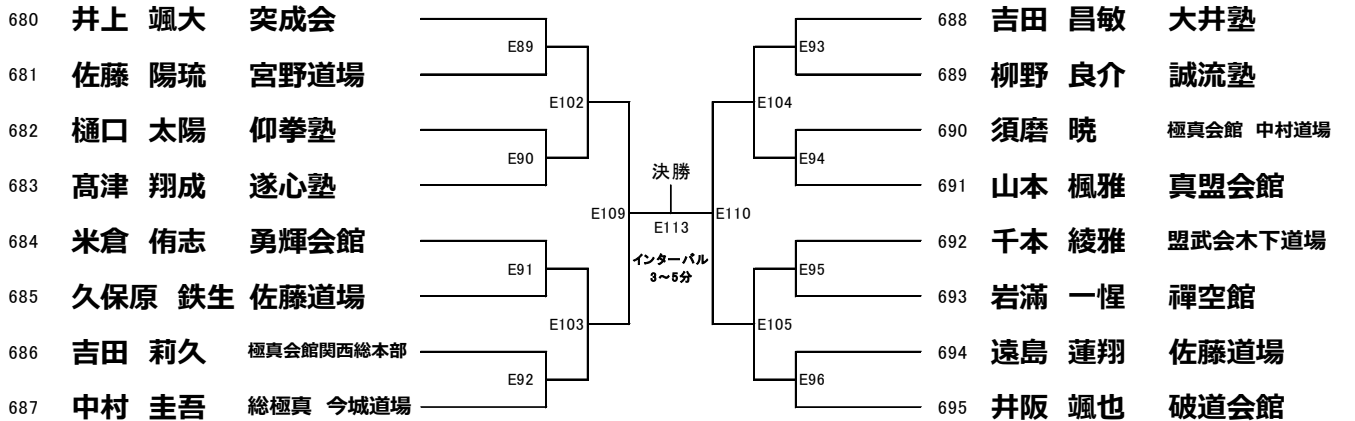 680 井上 颯大 突成会
681 佐藤 陽琉 宮野道場
682 樋口 太陽 仰拳塾
683 髙津 翔成 遂心塾
684 米倉 侑志 勇輝会館
685 久保原 鉄生 佐藤道場
686 吉田 莉久 極真会館関西総本部
687 中村 圭吾 総極真 今城道場
E89
E90
E91
E92
E102
E103
E109
決勝
E113
インターバル
3～5分
E110
E104
E105
E93
E94
E95
E96
688 吉田 昌敏 大井塾
689 柳野 良介 誠流塾
690 須磨 暁 極真会館 中村道場
691 山本 楓雅 真盟会館
692 千本 綾雅 盟武会木下道場
693 岩滿 一惺 禪空館
694 遠島 蓮翔 佐藤道場
695 井阪 颯也 破道会館